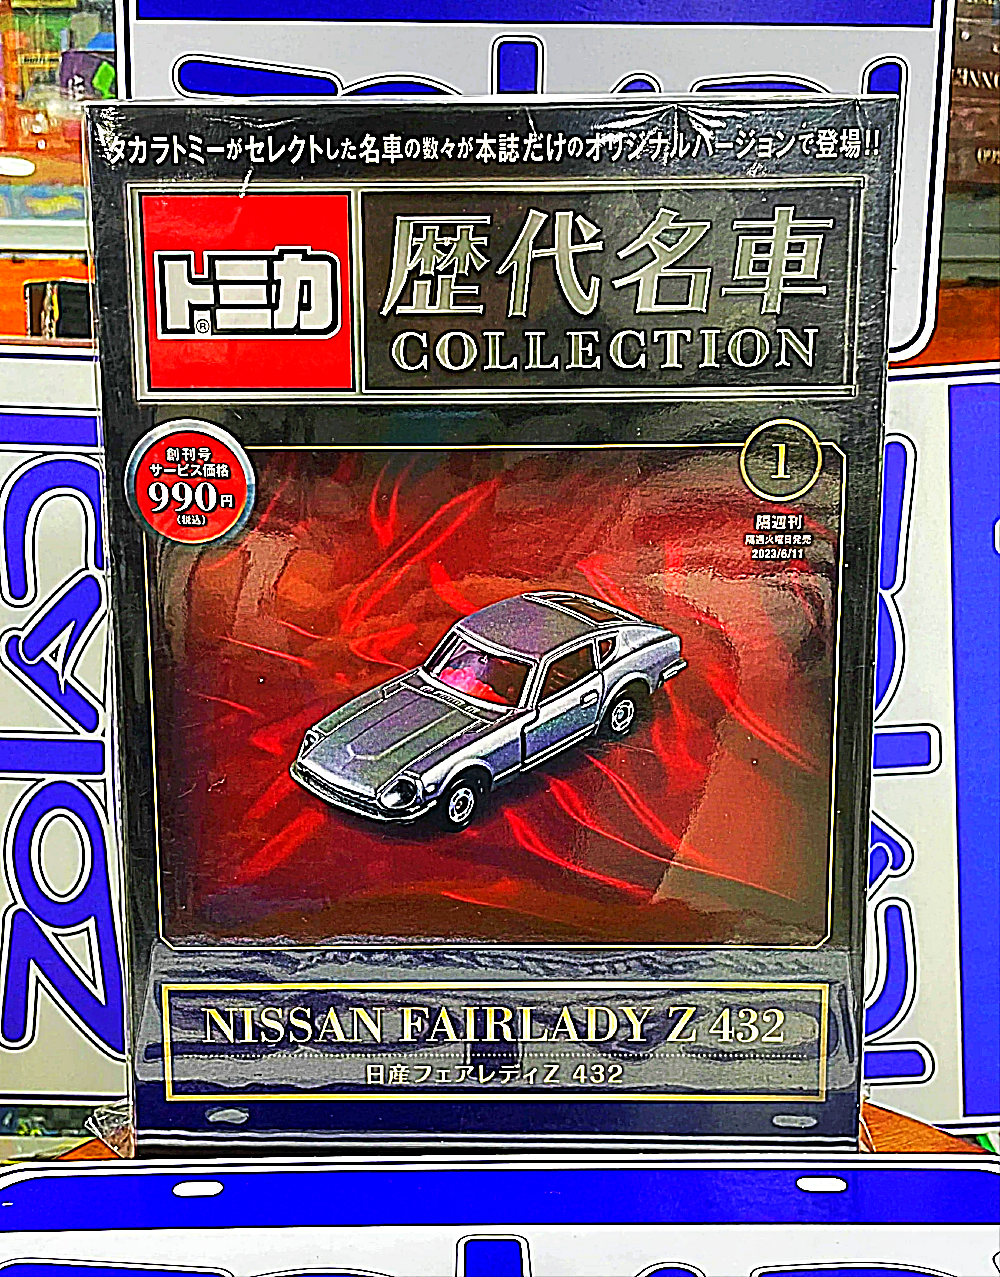 タカラトミーがセレクトした名車の数々が本誌だけのオリジナルバージョンで登場!!
トミカ®
歴代名車
COLLECTION
創刊号
サービス価格
990円
(税込)
1
隔週刊
隔週火曜日発売
2023/6/11
NISSAN FAIRLADY Z 432
日産フェアレディZ 432